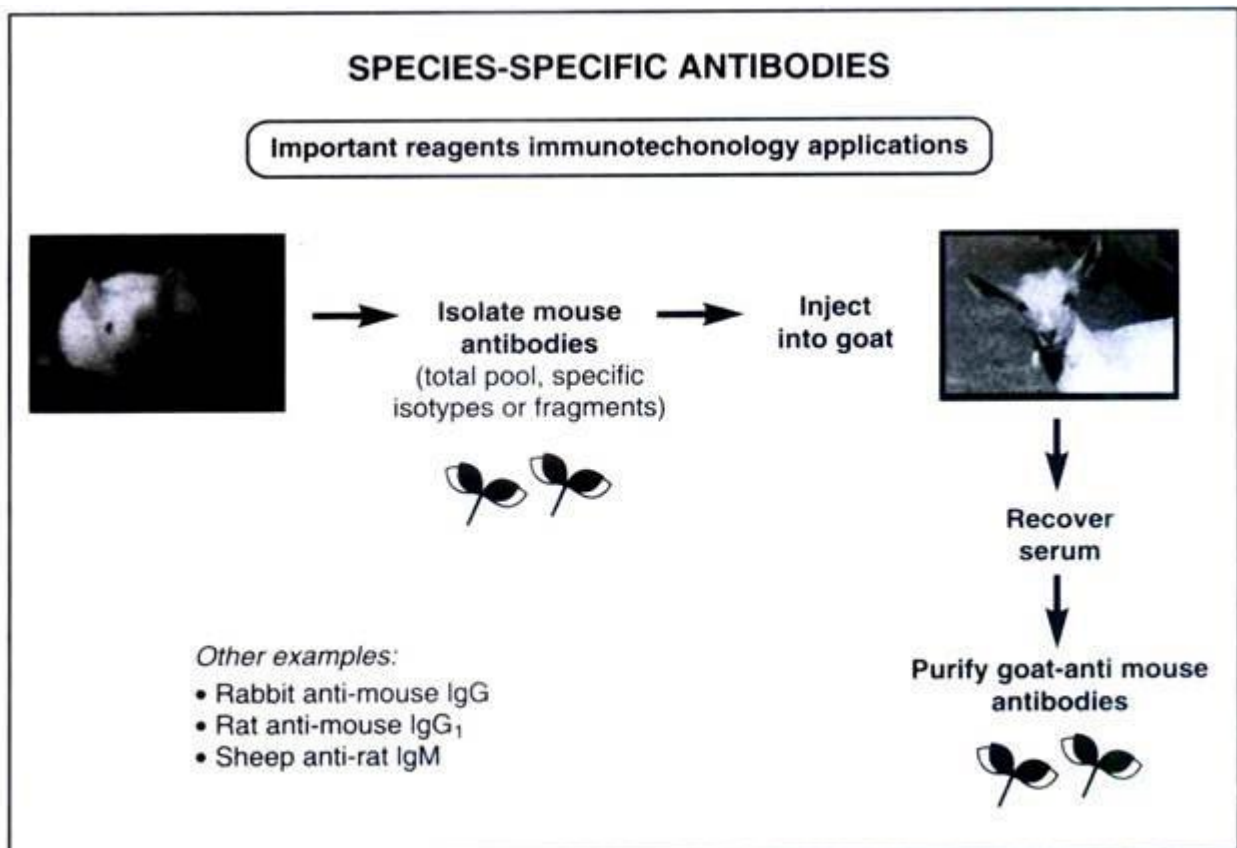 SPECIES-SPECIFIC ANTIBODIES
Important reagents immunotechonology applications
Isolate mouse
antibodies
(total pool, specific
isotypes or fragments)
Inject
into goat
Recover
serum
Purify goat-anti mouse
antibodies
Other examples:
• Rabbit anti-mouse IgG
• Rat anti-mouse IgG₁
• Sheep anti-rat IgM